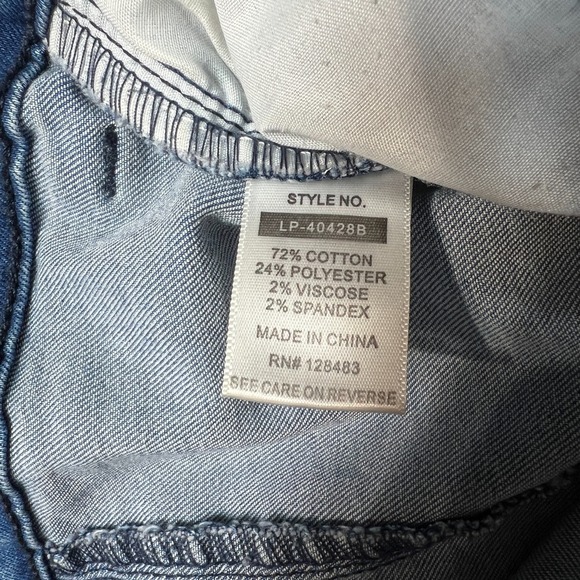 STYLE NO.
LP-40428B
72% COTTON
24% POLYESTER
2% VISCOSE
2% SPANDEX
MADE IN CHINA
RN# 128483
SEE CARE ON REVERSE